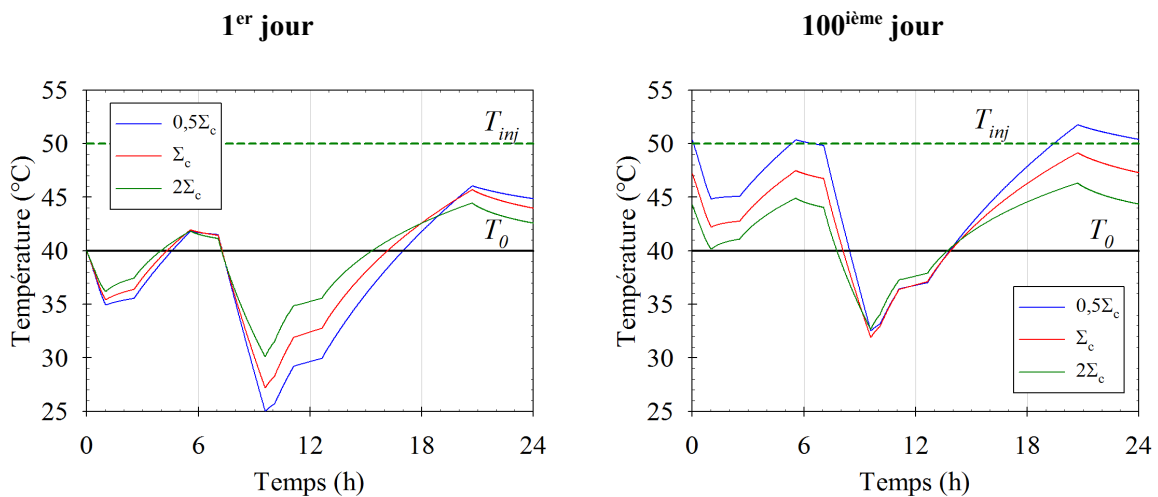 1er jour
100ième jour
Température (°C)
55
50
45
40
35
30
25
0,5Σc
Σc
2Σc
Tinj
T0
0
6
12
18
24
Temps (h)
Température (°C)
55
50
45
40
35
30
25
Tinj
T0
0,5Σc
Σc
2Σc
0
6
12
18
24
Temps (h)